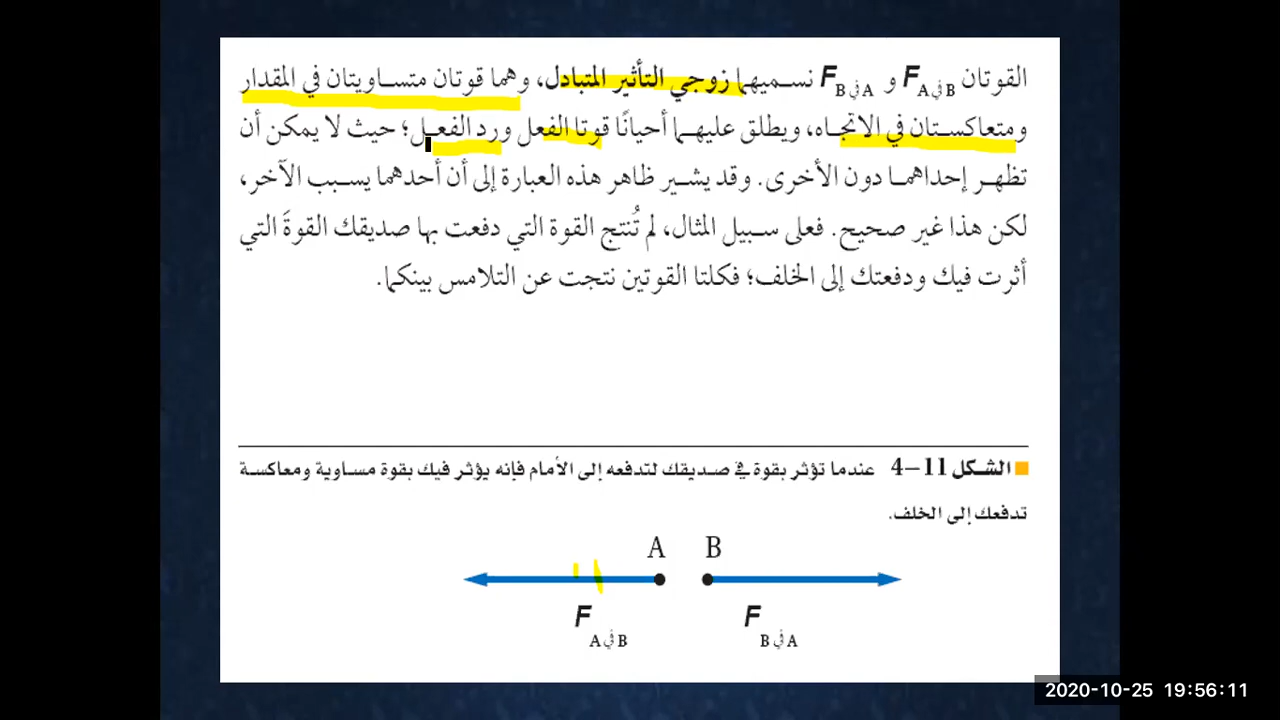 القوتان F A في B و F B في A نسميهما زوجي التأثير المتبادل، وهما قوتان متساويتان في المقدار
ومتعاكستان في الاتجاه، ويطلق عليهما أحيانًا قوتا الفعل ورد الفعل؛ حيث لا يمكن أن
تظهر إحداهما دون الأخرى. وقد يشير ظاهر هذه العبارة إلى أن أحدهما يسبب الآخر،
لكن هذا غير صحيح. فعلى سبيل المثال، لم تُنتج القوة التي دفعت بها صديقك القوةَ التي
أثرت فيك ودفعتك إلى الخلف؛ فكلتا القوتين نتجت عن التلامس بينكما.
الشكل 11–4 عندما تؤثر بقوة في صديقك لتدفعه إلى الأمام فإنه يؤثر فيك بقوة مساوية ومعاكسة
تدفعك إلى الخلف.
A B
F A في B F B في A
2020-10-25 19:56:11